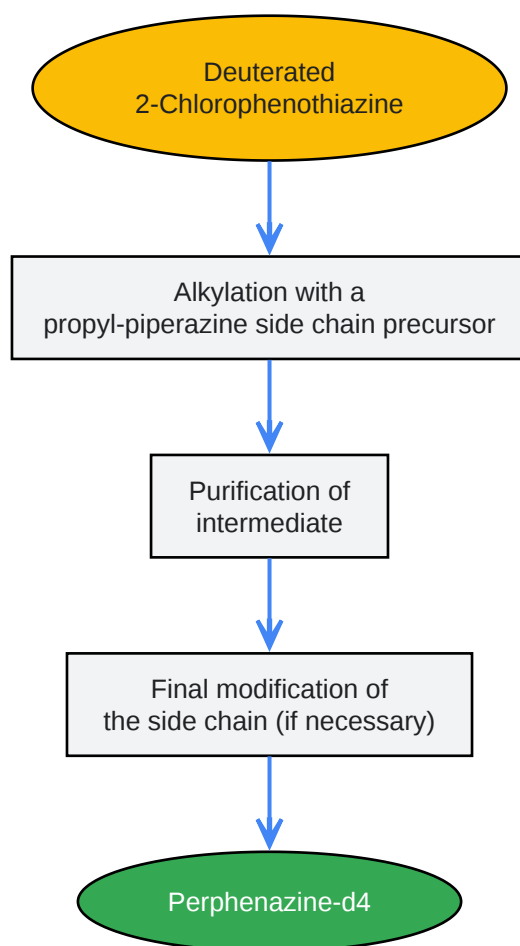 Deuterated
2-Chlorophenothiazine
Alkylation with a
propyl-piperazine side chain precursor
Purification of
intermediate
Final modification of
the side chain (if necessary)
Perphenazine-d4